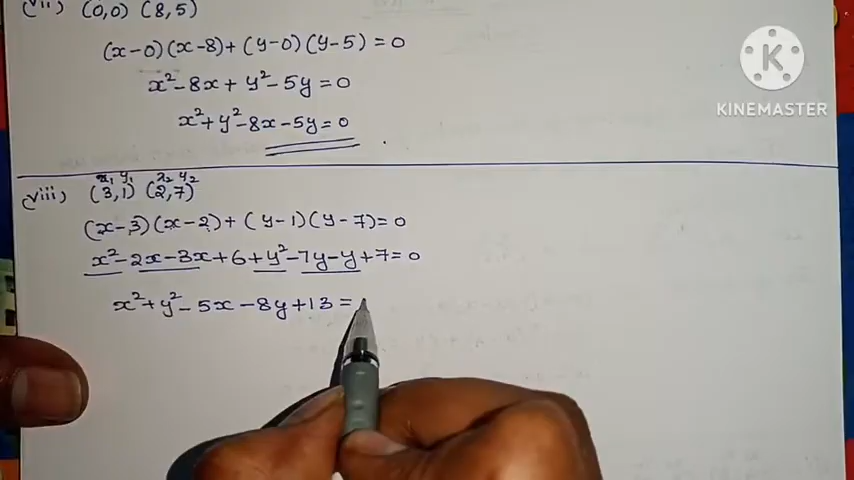 (vii) (0,0) (8,5)
(x-0)(x-8)+(y-0)(y-5)=0
x²-8x+y²-5y=0
x²+y²-8x-5y=0
KINEMASTER
x₁ y₁ x₂ y₂
(viii) (3,1) (2,7)
(x-3)(x-2)+(y-1)(y-7)=0
x²-2x-3x+6+y²-7y-y+7=0
x²+y²-5x-8y+13=